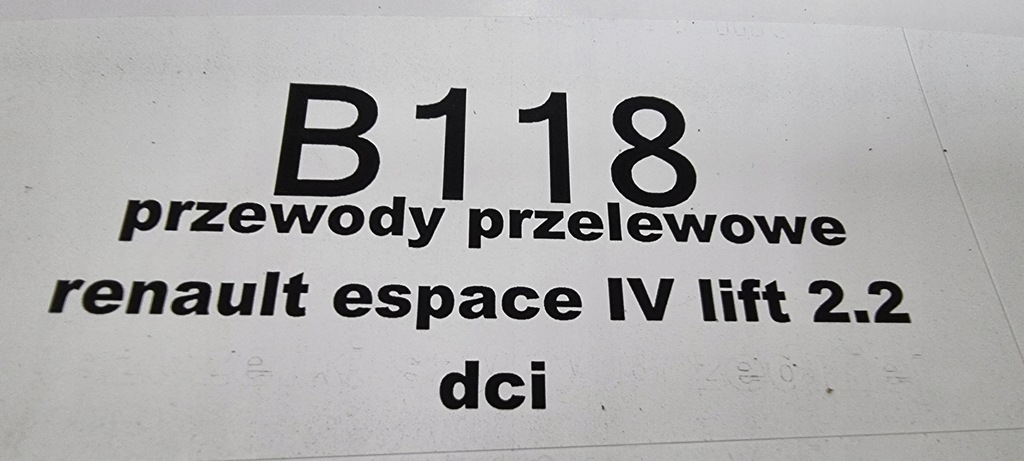 B118
przewody przelewowe
renault espace IV lift 2.2
dci